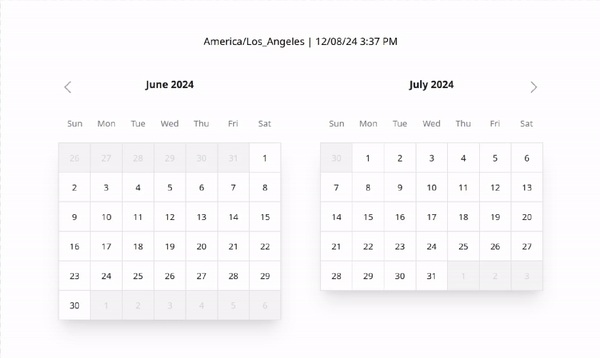 America/Los_Angeles | 12/08/24 3:37 PM
June 2024
Sun Mon Tue Wed Thu Fri Sat
26 27 28 29 30 31 1
2 3 4 5 6 7 8
9 10 11 12 13 14 15
16 17 18 19 20 21 22
23 24 25 26 27 28 29
30 1 2 3 4 5 6
July 2024
Sun Mon Tue Wed Thu Fri Sat
30 1 2 3 4 5 6
7 8 9 10 11 12 13
14 15 16 17 18 19 20
21 22 23 24 25 26 27
28 29 30 31 1 2 3